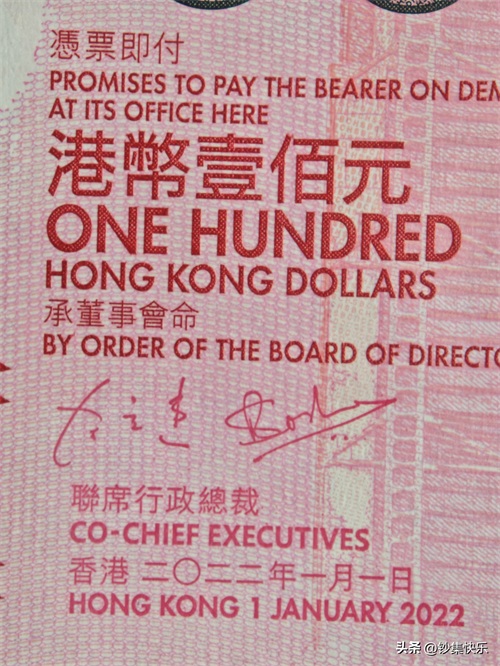 憑票即付
PROMISES TO PAY THE BEARER ON DEM
AT ITS OFFICE HERE
港幣壹佰元
ONE HUNDRED
HONG KONG DOLLARS
承董事會命
BY ORDER OF THE BOARD OF DIRECTO
聯席行政總裁
CO-CHIEF EXECUTIVES
香港 二〇二二年一月一日
HONG KONG 1 JANUARY 2022
头条 @钞集快乐